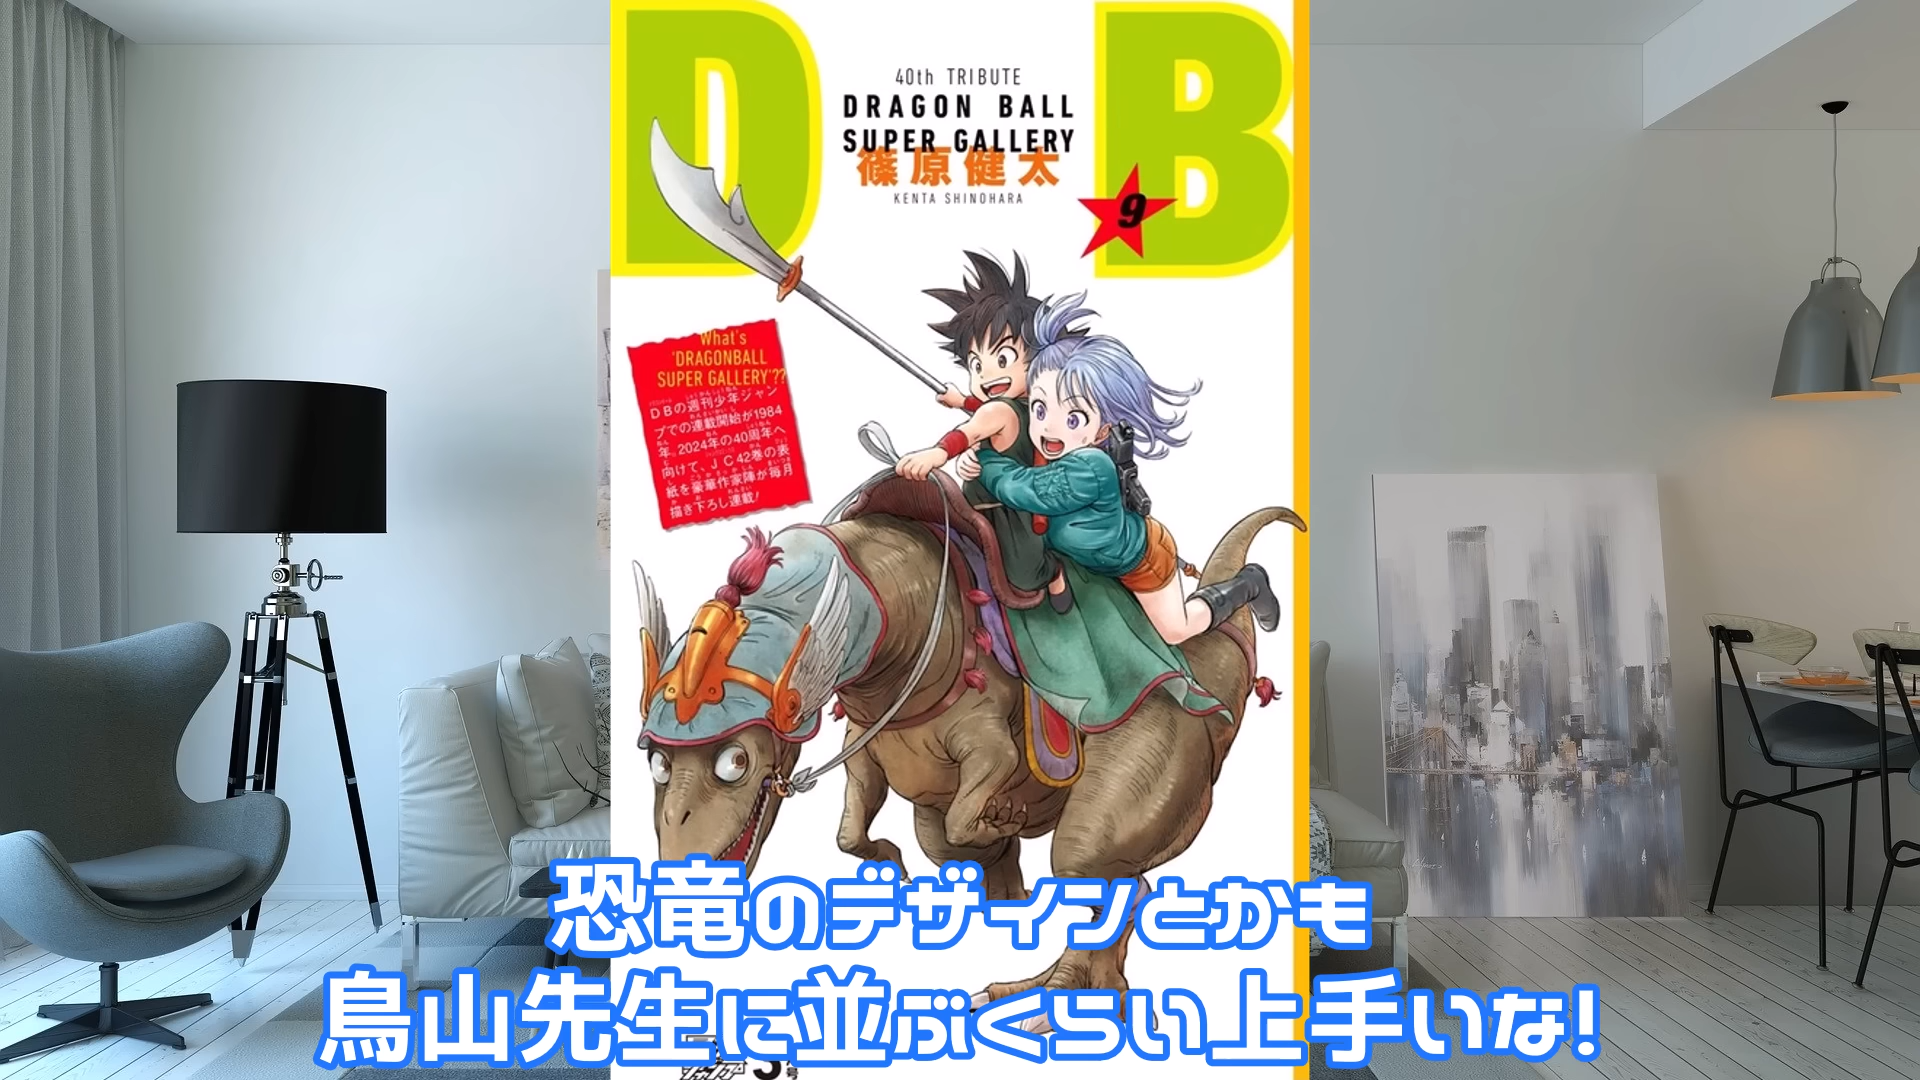 DB
40th TRIBUTE
DRAGON BALL
SUPER GALLERY
篠原健太
KENTA SHINOHARA
9
What's
'DRAGONBALL
SUPER GALLERY'??
DBの週刊少年ジャン
プでの連載開始が1984
年。2024年の40周年へ
向けて、JC42巻の表
紙を豪華作家陣が毎月
描き下ろし連載!
恐竜のデザインとかも
鳥山先生に並ぶくらい上手いな!